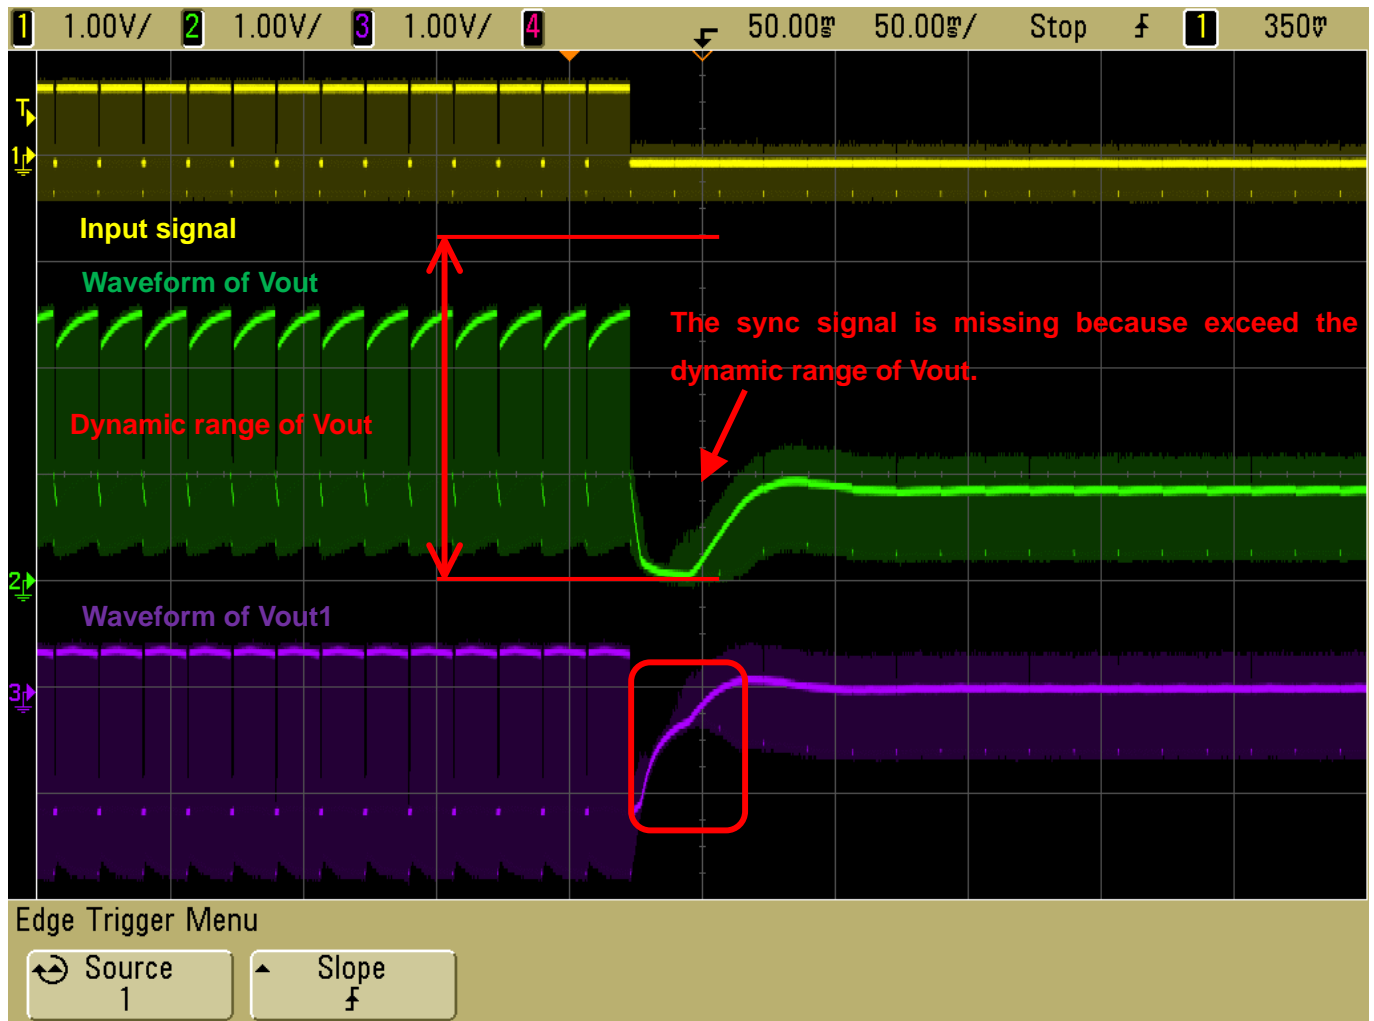 1 1.00V/ 2 1.00V/ 3 1.00V/ 4 50.00ms 50.00ms/ Stop 1 350mV
T
1
Input signal
Waveform of Vout
The sync signal is missing because exceed the
dynamic range of Vout.
Dynamic range of Vout
2
Waveform of Vout1
3
Edge Trigger Menu
Source
1
Slope